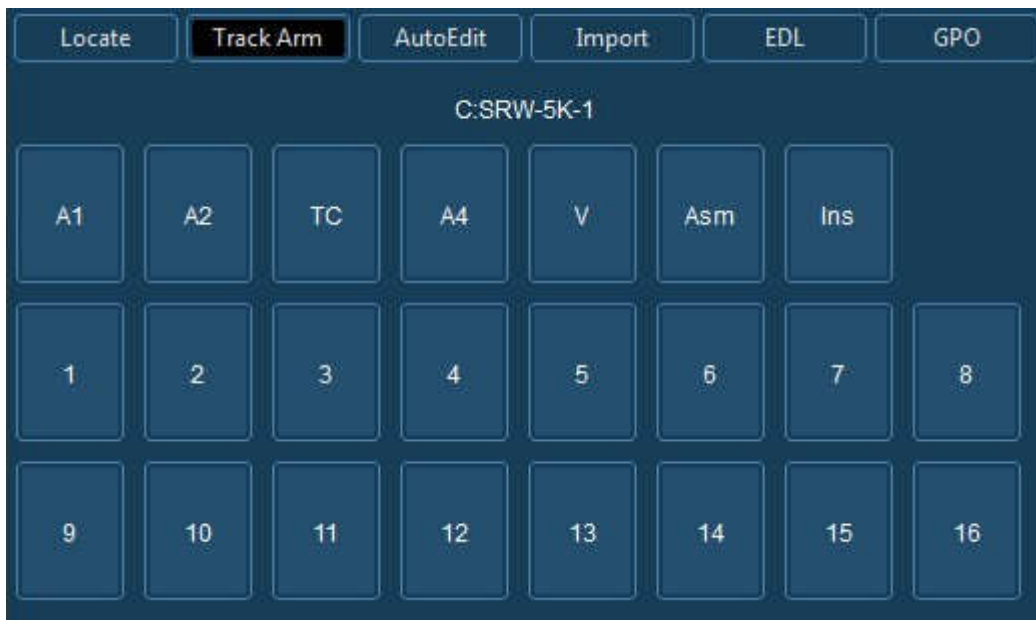 Locate Track Arm AutoEdit Import EDL GPO
C:SRW-5K-1
A1 A2 TC A4 V Asm Ins
1 2 3 4 5 6 7 8
9 10 11 12 13 14 15 16